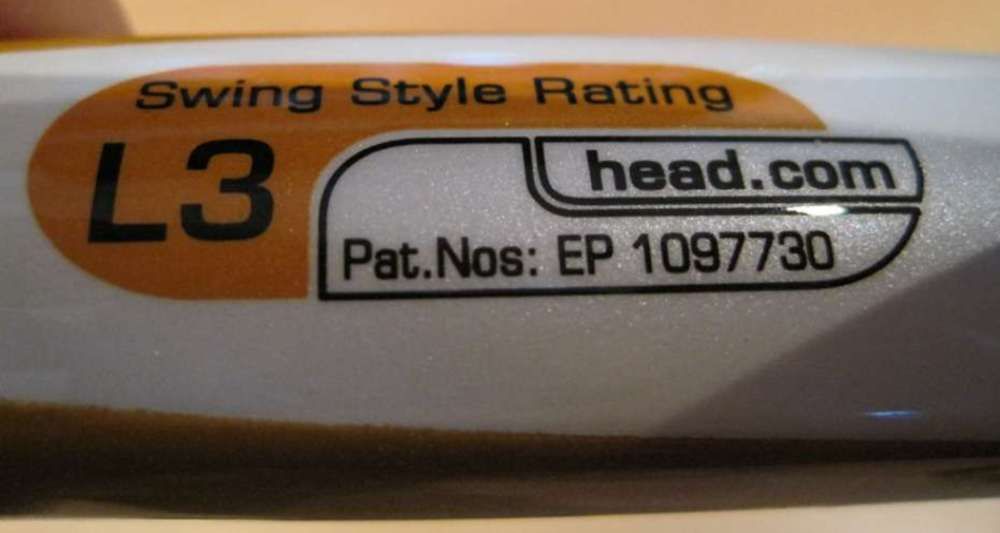 Swing Style Rating
L3
head.com
Pat.Nos: EP 1097730